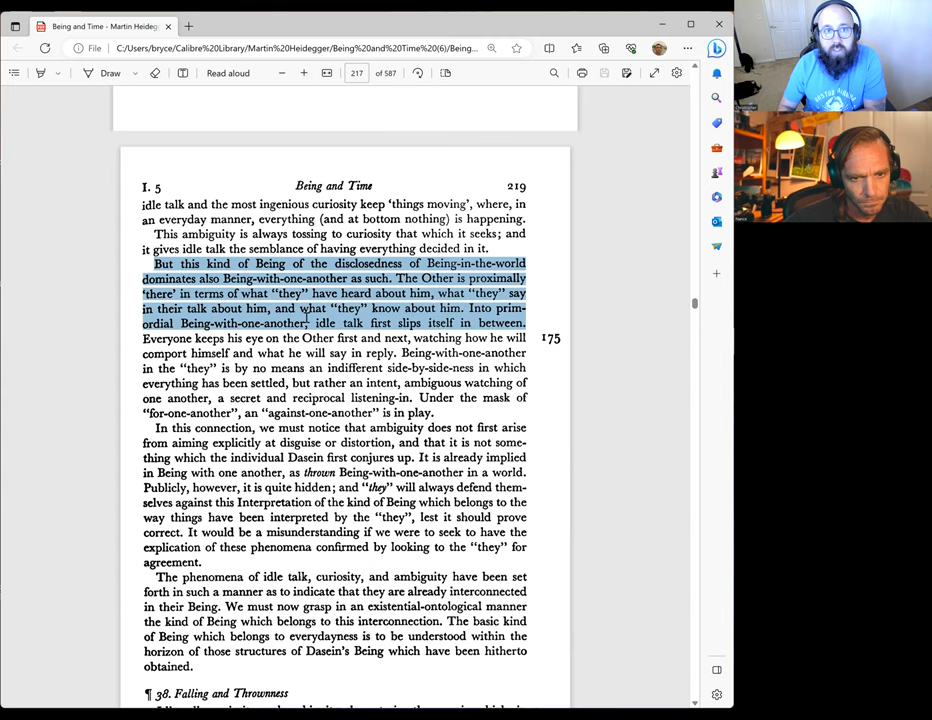 Being and Time - Martin Heideg
File
C:/Users/bryce/Calibre%20Library/Martin%20Heidegger/Being%20and%20Time%20(6)/Being...
Draw
Read aloud
217 of 587
I. 5 Being and Time 219
idle talk and the most ingenious curiosity keep 'things moving', where, in
an everyday manner, everything (and at bottom nothing) is happening.
This ambiguity is always tossing to curiosity that which it seeks; and
it gives idle talk the semblance of having everything decided in it.
But this kind of Being of the disclosedness of Being-in-the-world
dominates also Being-with-one-another as such. The Other is proximally
'there' in terms of what “they” have heard about him, what “they” say
in their talk about him, and what “they” know about him. Into prim-
ordial Being-with-one-another, idle talk first slips itself in between.
Everyone keeps his eye on the Other first and next, watching how he will 175
comport himself and what he will say in reply. Being-with-one-another
in the “they” is by no means an indifferent side-by-side-ness in which
everything has been settled, but rather an intent, ambiguous watching of
one another, a secret and reciprocal listening-in. Under the mask of
“for-one-another”, an “against-one-another” is in play.
In this connection, we must notice that ambiguity does not first arise
from aiming explicitly at disguise or distortion, and that it is not some-
thing which the individual Dasein first conjures up. It is already implied
in Being with one another, as thrown Being-with-one-another in a world.
Publicly, however, it is quite hidden; and “they” will always defend them-
selves against this Interpretation of the kind of Being which belongs to the
way things have been interpreted by the “they”, lest it should prove
correct. It would be a misunderstanding if we were to seek to have the
explication of these phenomena confirmed by looking to the “they” for
agreement.
The phenomena of idle talk, curiosity, and ambiguity have been set
forth in such a manner as to indicate that they are already interconnected
in their Being. We must now grasp in an existential-ontological manner
the kind of Being which belongs to this interconnection. The basic kind
of Being which belongs to everydayness is to be understood within the
horizon of those structures of Dasein's Being which have been hitherto
obtained.
¶ 38. Falling and Thrownness